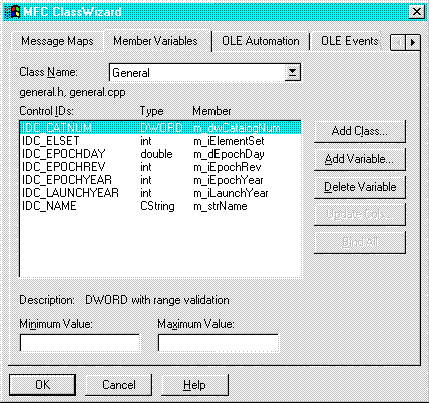 MFC ClassWizard
Message Maps Member Variables OLE Automation OLE Events
Class Name: General
general.h, general.cpp
Control IDs: Type Member
IDC_CATNUM DWORD m_dwCatalogNum
IDC_ELSET int m_iElementSet
IDC_EPOCHDAY double m_dEpochDay
IDC_EPOCHREV int m_iEpochRev
IDC_EPOCHYEAR int m_iEpochYear
IDC_LAUNCHYEAR int m_iLaunchYear
IDC_NAME CString m_strName
Add Class...
Add Variable...
Delete Variable
Update Cols..
Bind All
Description: DWORD with range validation
Minimum Value: Maximum Value:
OK Cancel Help